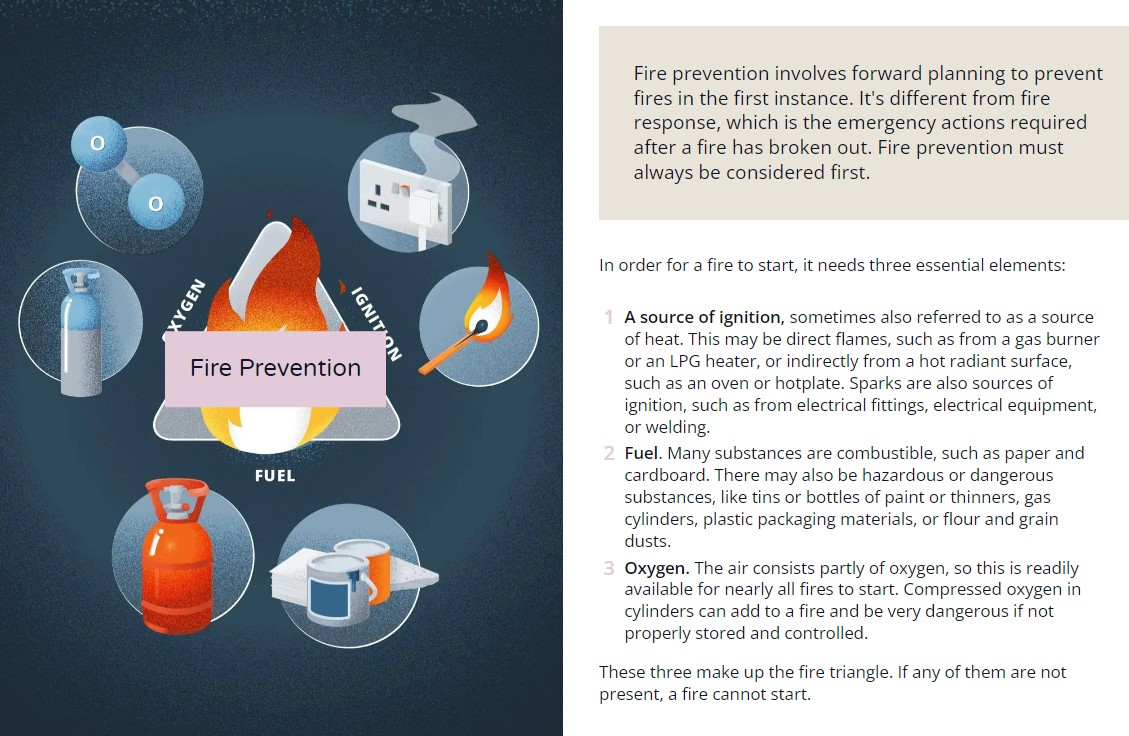 O
O
XYGEN
IGNITION
Fire Prevention
FUEL
Fire prevention involves forward planning to prevent
fires in the first instance. It's different from fire
response, which is the emergency actions required
after a fire has broken out. Fire prevention must
always be considered first.
In order for a fire to start, it needs three essential elements:
1 A source of ignition, sometimes also referred to as a source
of heat. This may be direct flames, such as from a gas burner
or an LPG heater, or indirectly from a hot radiant surface,
such as an oven or hotplate. Sparks are also sources of
ignition, such as from electrical fittings, electrical equipment,
or welding.
2 Fuel. Many substances are combustible, such as paper and
cardboard. There may also be hazardous or dangerous
substances, like tins or bottles of paint or thinners, gas
cylinders, plastic packaging materials, or flour and grain
dusts.
3 Oxygen. The air consists partly of oxygen, so this is readily
available for nearly all fires to start. Compressed oxygen in
cylinders can add to a fire and be very dangerous if not
properly stored and controlled.
These three make up the fire triangle. If any of them are not
present, a fire cannot start.